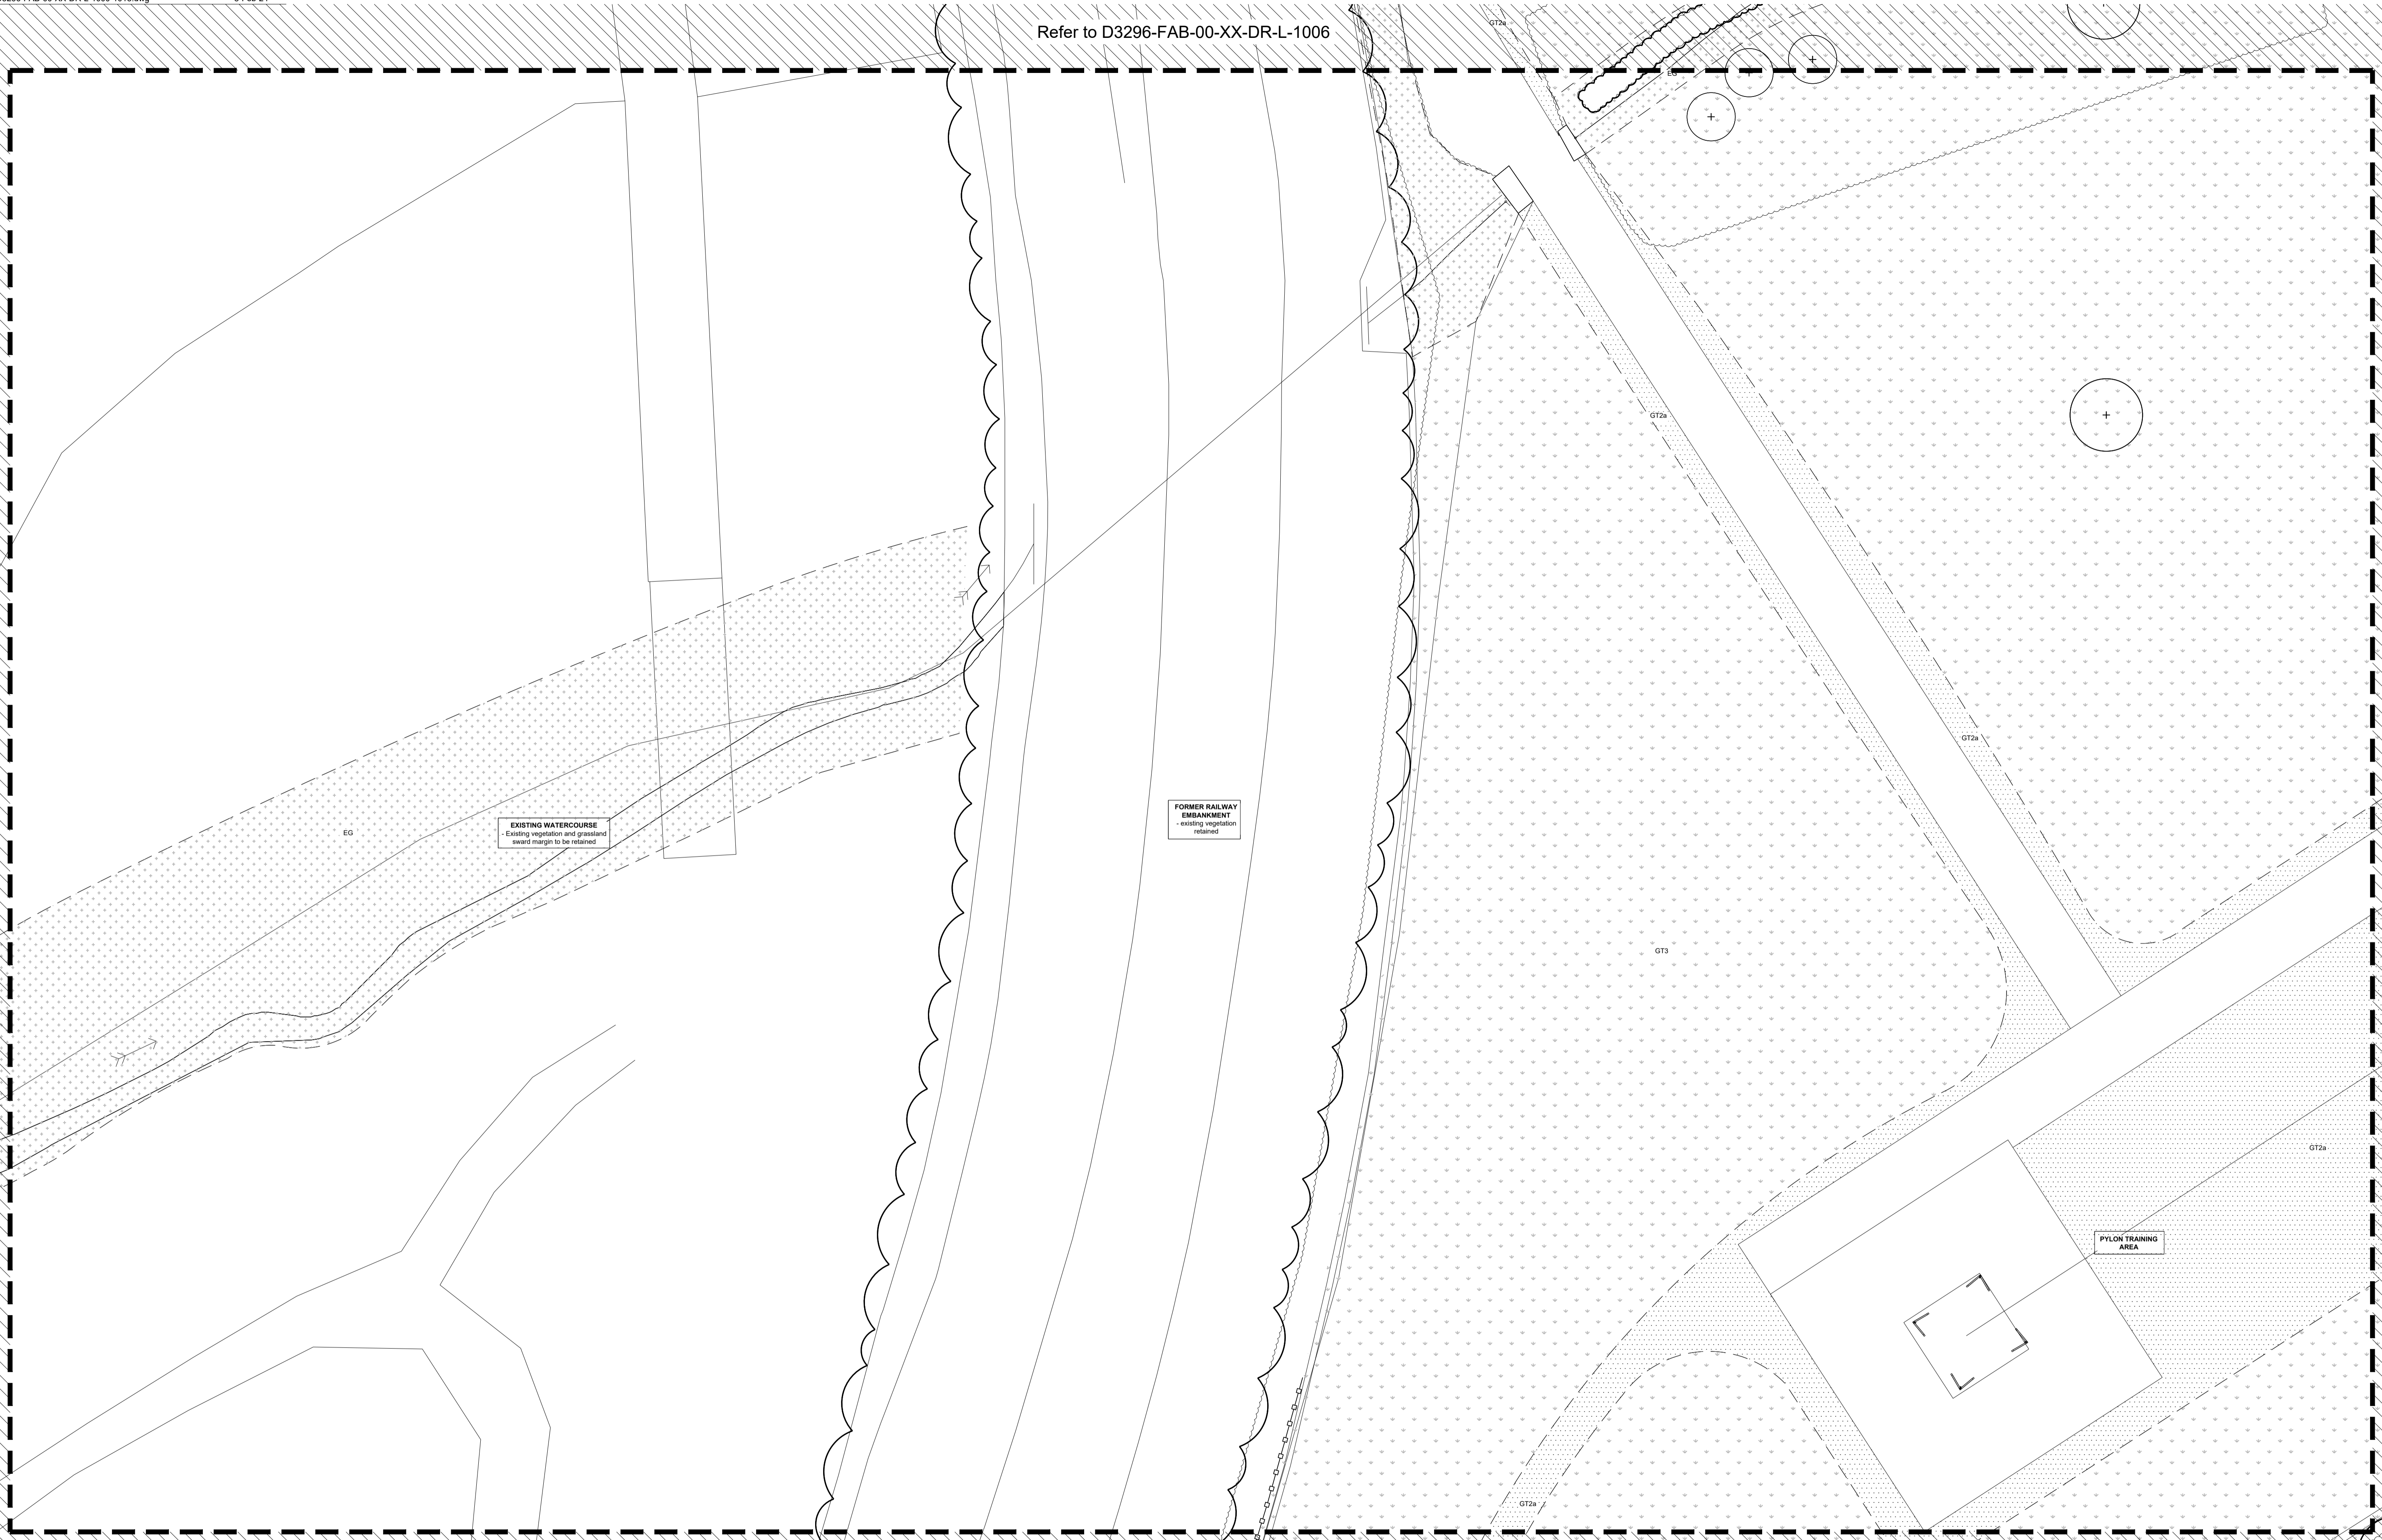 Refer to D3296-FAB-00-XX-DR-L-1006
GT2a
EG
GT2a
GT2a
EG
EXISTING WATERCOURSE
- Existing vegetation and grassland
sward margin to be retained
FORMER RAILWAY
EMBANKMENT
- existing vegetation
retained
GT3
GT2a
PYLON TRAINING
AREA
GT2a